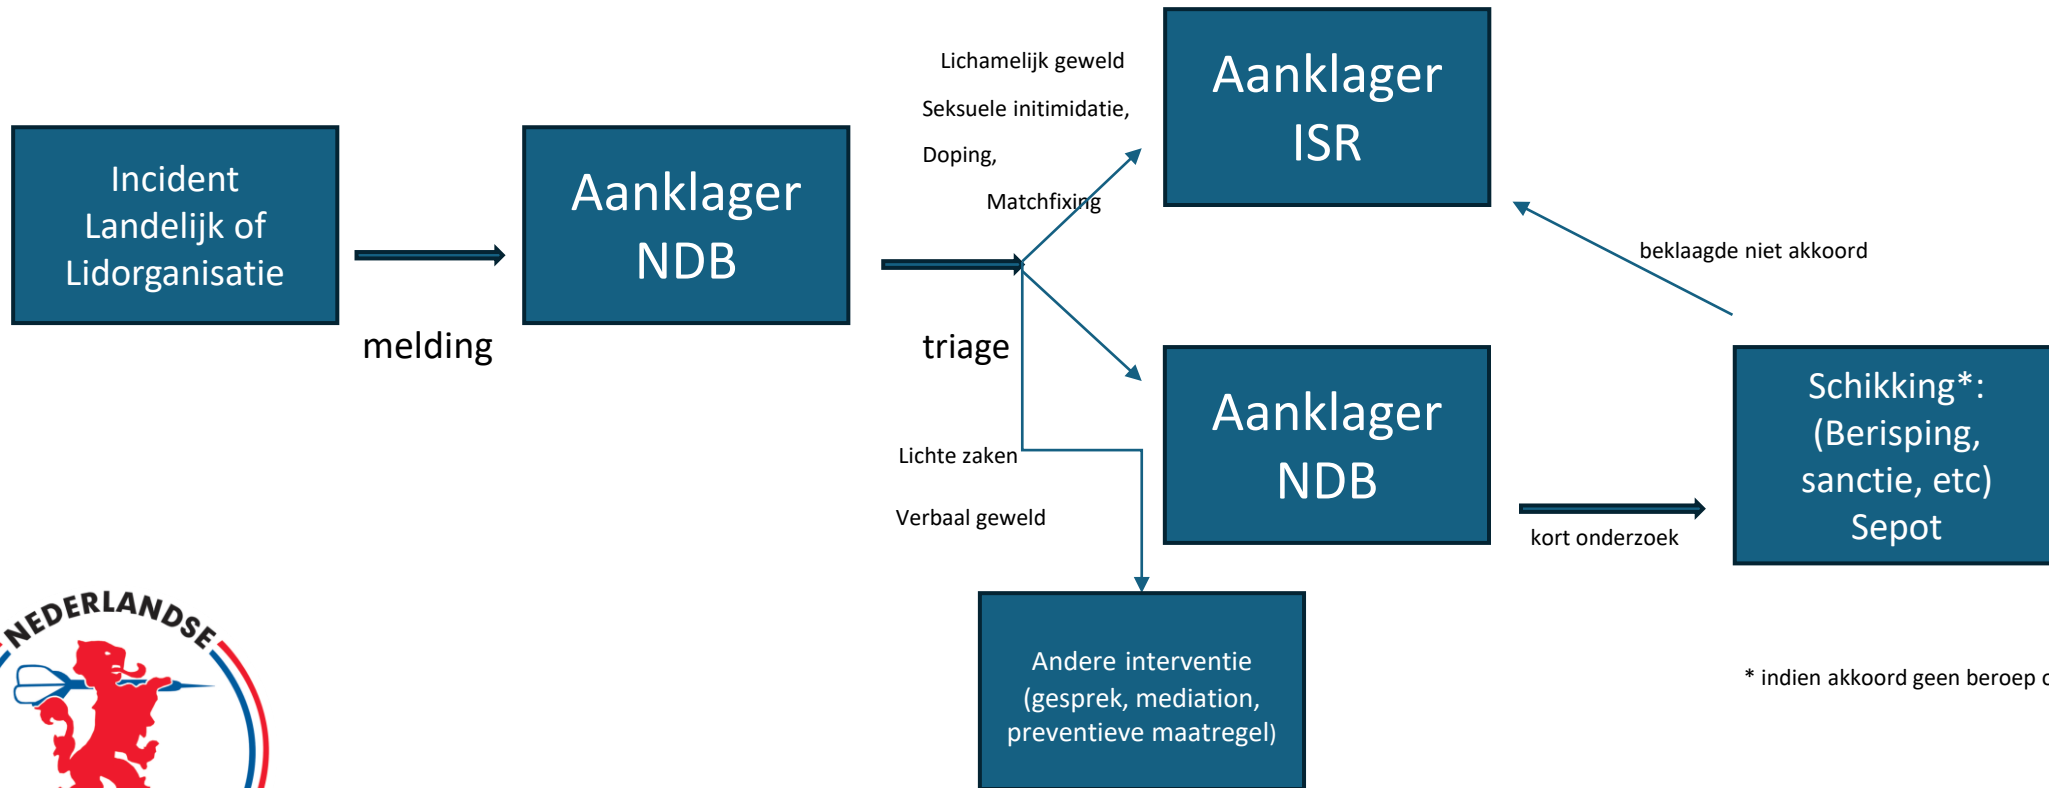 Incident
Landelijk of
Lidorganisatie
melding
Aanklager
NDB
triage
Lichamelijk geweld
Seksuele initimidatie,
Doping,
Matchfixing
Aanklager
ISR
Lichte zaken
Verbaal geweld
Aanklager
NDB
kort onderzoek
beklaagde niet akkoord
Schikking*:
(Berisping,
sanctie, etc)
Sepot
Andere interventie
(gesprek, mediation,
preventieve maatregel)
* indien akkoord geen beroep
NEDERLANDSE